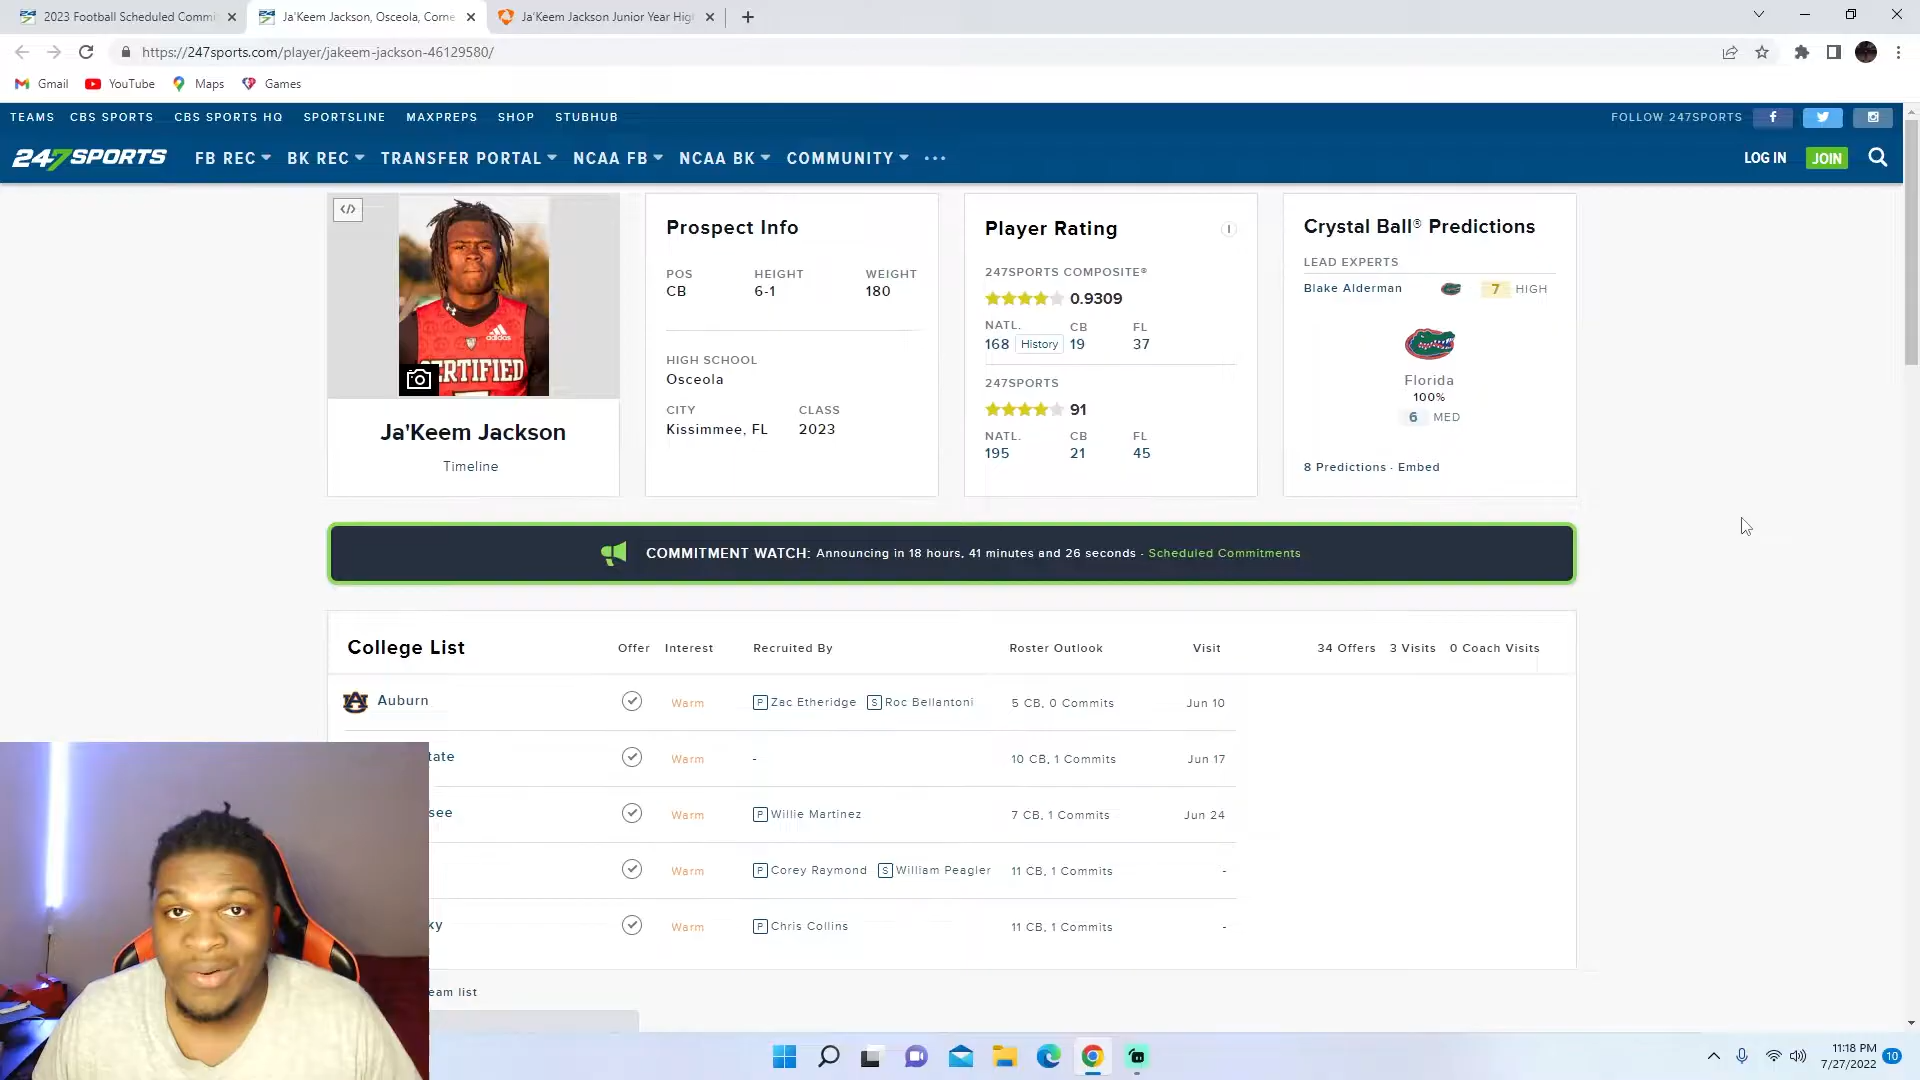 2023 Football Scheduled Commi
Ja'Keem Jackson, Osceola, Corne
Ja'Keem Jackson Junior Year Hig
https://247sports.com/player/jakeem-jackson-46129580/
Gmail YouTube Maps Games
TEAMS CBS SPORTS CBS SPORTS HQ SPORTSLINE MAXPREPS SHOP STUBHUB FOLLOW 247SPORTS
247SPORTS FB REC BK REC TRANSFER PORTAL NCAA FB NCAA BK COMMUNITY LOG IN JOIN
CERTIFIED
adidas
Ja'Keem Jackson
Timeline
Prospect Info
POS HEIGHT WEIGHT
CB 6-1 180
HIGH SCHOOL
Osceola
CITY CLASS
Kissimmee, FL 2023
Player Rating
247SPORTS COMPOSITE®
0.9309
NATL. CB FL
168 History 19 37
247SPORTS
91
NATL. CB FL
195 21 45
Crystal Ball® Predictions
LEAD EXPERTS
Blake Alderman 7 HIGH
Florida
100%
6 MED
8 Predictions · Embed
COMMITMENT WATCH: Announcing in 18 hours, 41 minutes and 26 seconds - Scheduled Commitments
College List Offer Interest Recruited By Roster Outlook Visit 34 Offers 3 Visits 0 Coach Visits
Auburn Warm P Zac Etheridge S Roc Bellantoni 5 CB, 0 Commits Jun 10
tate Warm - 10 CB, 1 Commits Jun 17
see Warm P Willie Martinez 7 CB, 1 Commits Jun 24
Warm P Corey Raymond S William Peagler 11 CB, 1 Commits -
ky Warm P Chris Collins 11 CB, 1 Commits -
eam list
11:18 PM
7/27/2022
10